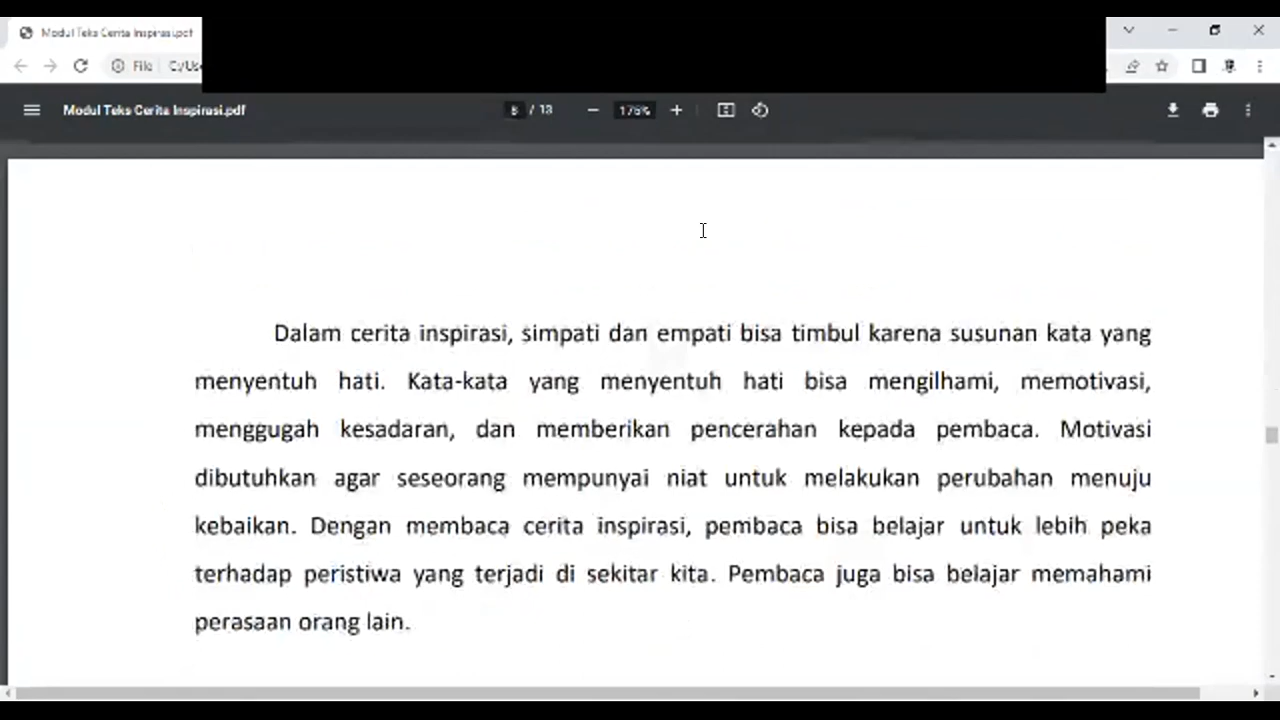 Modul Teks Cerita Inspirasi.pdf
File
Modul Teks Cerita Inspirasi.pdf
/ 13
175%
Dalam cerita inspirasi, simpati dan empati bisa timbul karena susunan kata yang
menyentuh hati. Kata-kata yang menyentuh hati bisa mengilhami, memotivasi,
menggugah kesadaran, dan memberikan pencerahan kepada pembaca. Motivasi
dibutuhkan agar seseorang mempunyai niat untuk melakukan perubahan menuju
kebaikan. Dengan membaca cerita inspirasi, pembaca bisa belajar untuk lebih peka
terhadap peristiwa yang terjadi di sekitar kita. Pembaca juga bisa belajar memahami
perasaan orang lain.